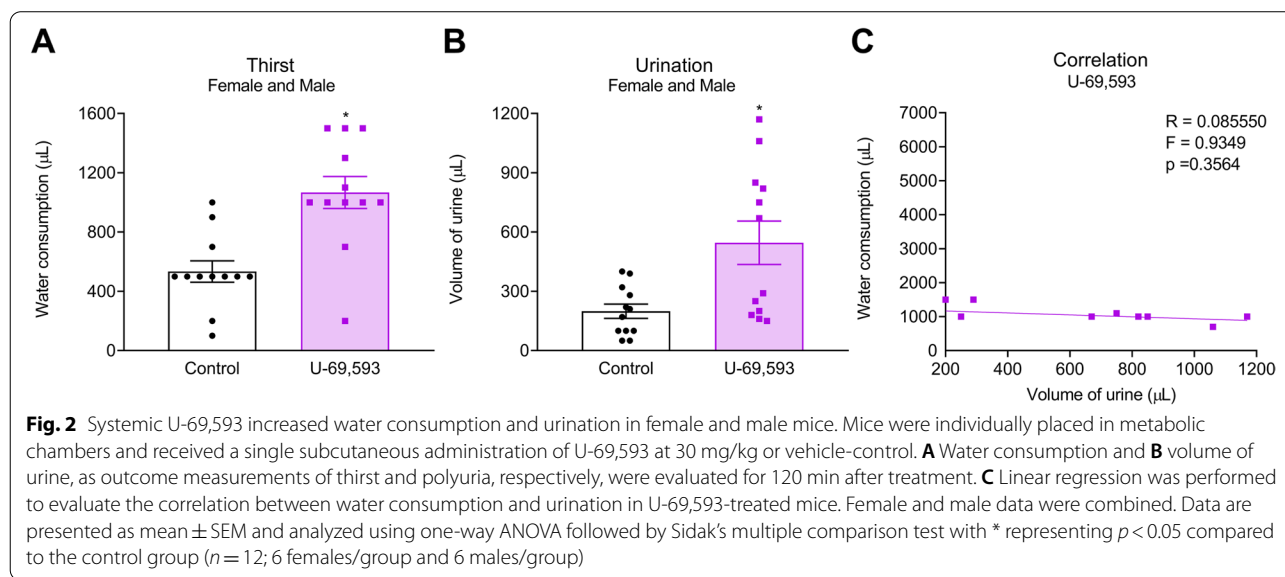 A
Thirst
Female and Male
Water consumption (µL)
1600
1200
800
400
0
*
Control
U-69,593
B
Urination
Female and Male
Volume of urine (µL)
1200
900
600
300
0
*
Control
U-69,593
C
Correlation
U-69,593
Water comsumption (µL)
7000
6000
5000
4000
3000
2000
1000
0
R = 0.085550
F = 0.9349
p =0.3564
200
400
600
800
1000
1200
Volume of urine (µL)
Fig. 2 Systemic U-69,593 increased water consumption and urination in female and male mice. Mice were individually placed in metabolic
chambers and received a single subcutaneous administration of U-69,593 at 30 mg/kg or vehicle-control. A Water consumption and B volume of
urine, as outcome measurements of thirst and polyuria, respectively, were evaluated for 120 min after treatment. C Linear regression was performed
to evaluate the correlation between water consumption and urination in U-69,593-treated mice. Female and male data were combined. Data are
presented as mean ± SEM and analyzed using one-way ANOVA followed by Sidak's multiple comparison test with * representing p < 0.05 compared
to the control group (n = 12; 6 females/group and 6 males/group)